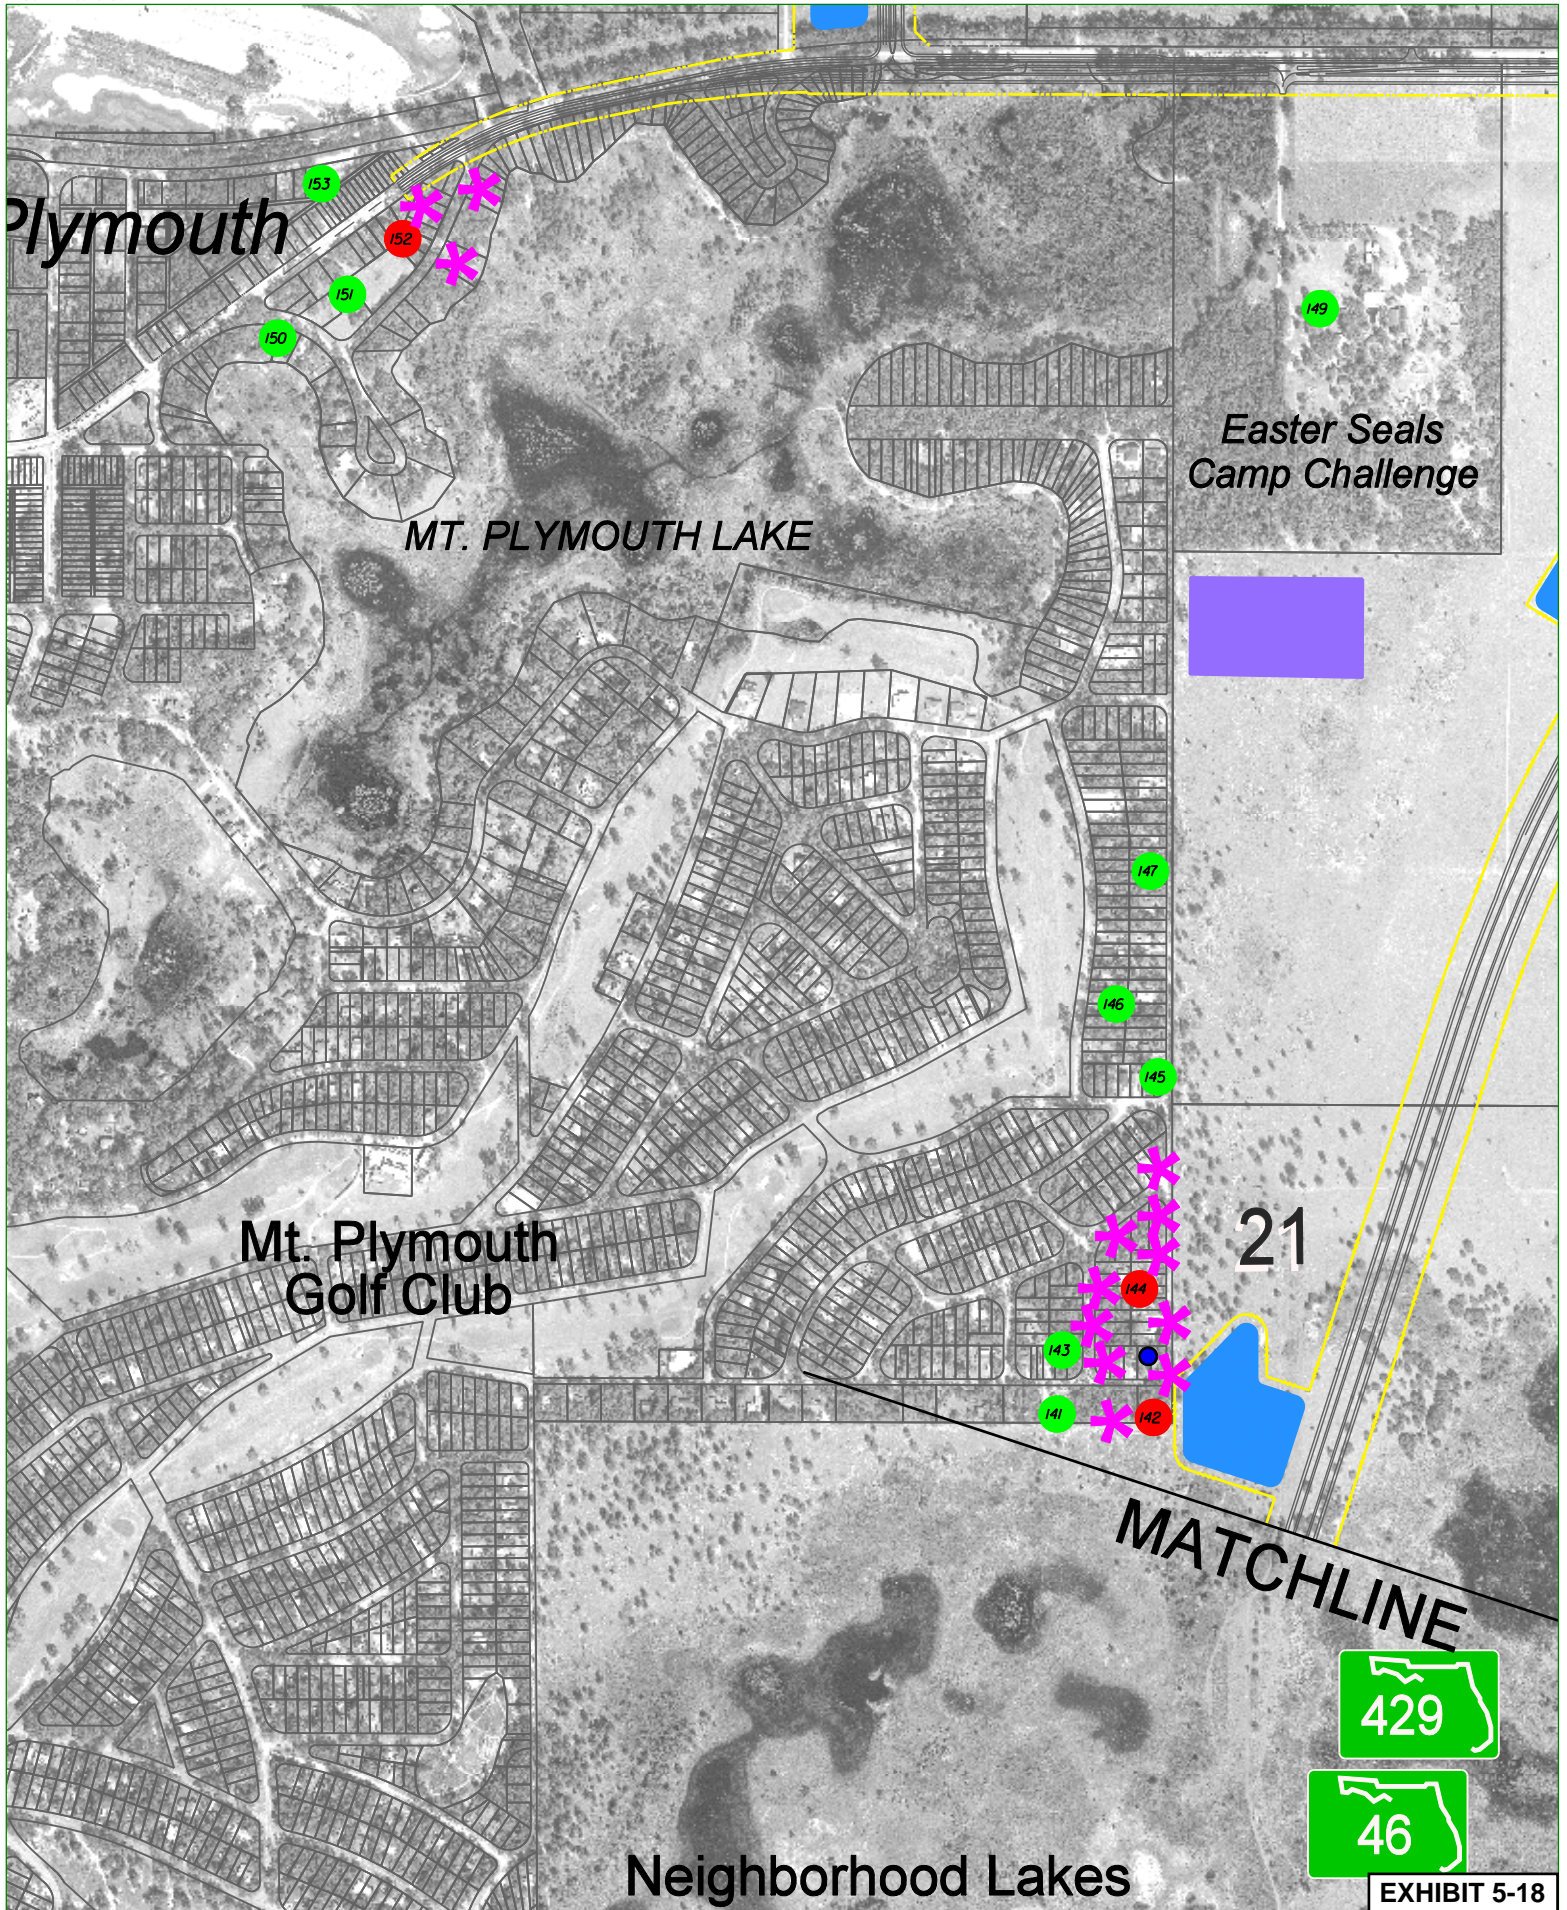 153
Plymouth
152
151
150
149
Easter Seals
Camp Challenge
MT. PLYMOUTH LAKE
147
146
145
21
Mt. Plymouth
Golf Club
144
143
141
142
MATCHLINE
429
46
Neighborhood Lakes
EXHIBIT 5-18